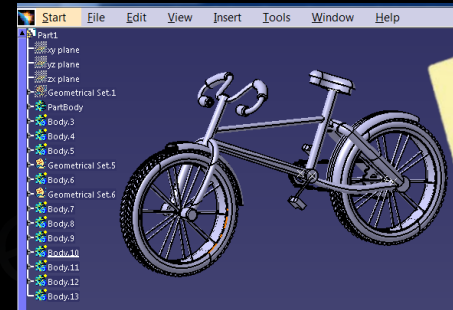 Start File Edit View Insert Tools Window Help
Part1
xy plane
yz plane
zx plane
Geometrical Set.1
PartBody
Body.3
Body.4
Body.5
Geometrical Set.5
Body.6
Geometrical Set.6
Body.7
Body.8
Body.9
Body.10
Body.11
Body.12
Body.13